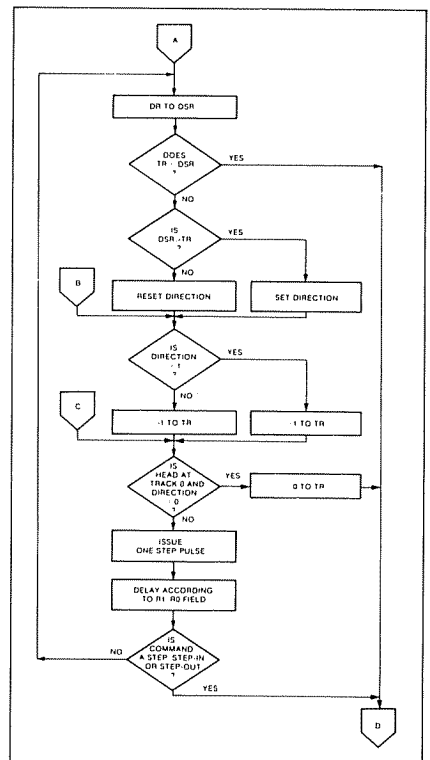 A
DR TO DSR
DOES
TR DSR
?
YES
NO
IS
DSR TR
?
YES
NO
B
RESET DIRECTION
SET DIRECTION
IS
DIRECTION
1
?
YES
NO
C
-1 TO TR
1 TO TR
IS
HEAD AT
TRACK 0 AND
DIRECTION
0
?
YES
0 TO TR
NO
ISSUE
ONE STEP PULSE
DELAY ACCORDING
TO R1 R0 FIELD
IS
COMMAND
A STEP STEP-IN
OR STEP-OUT
?
NO
YES
D